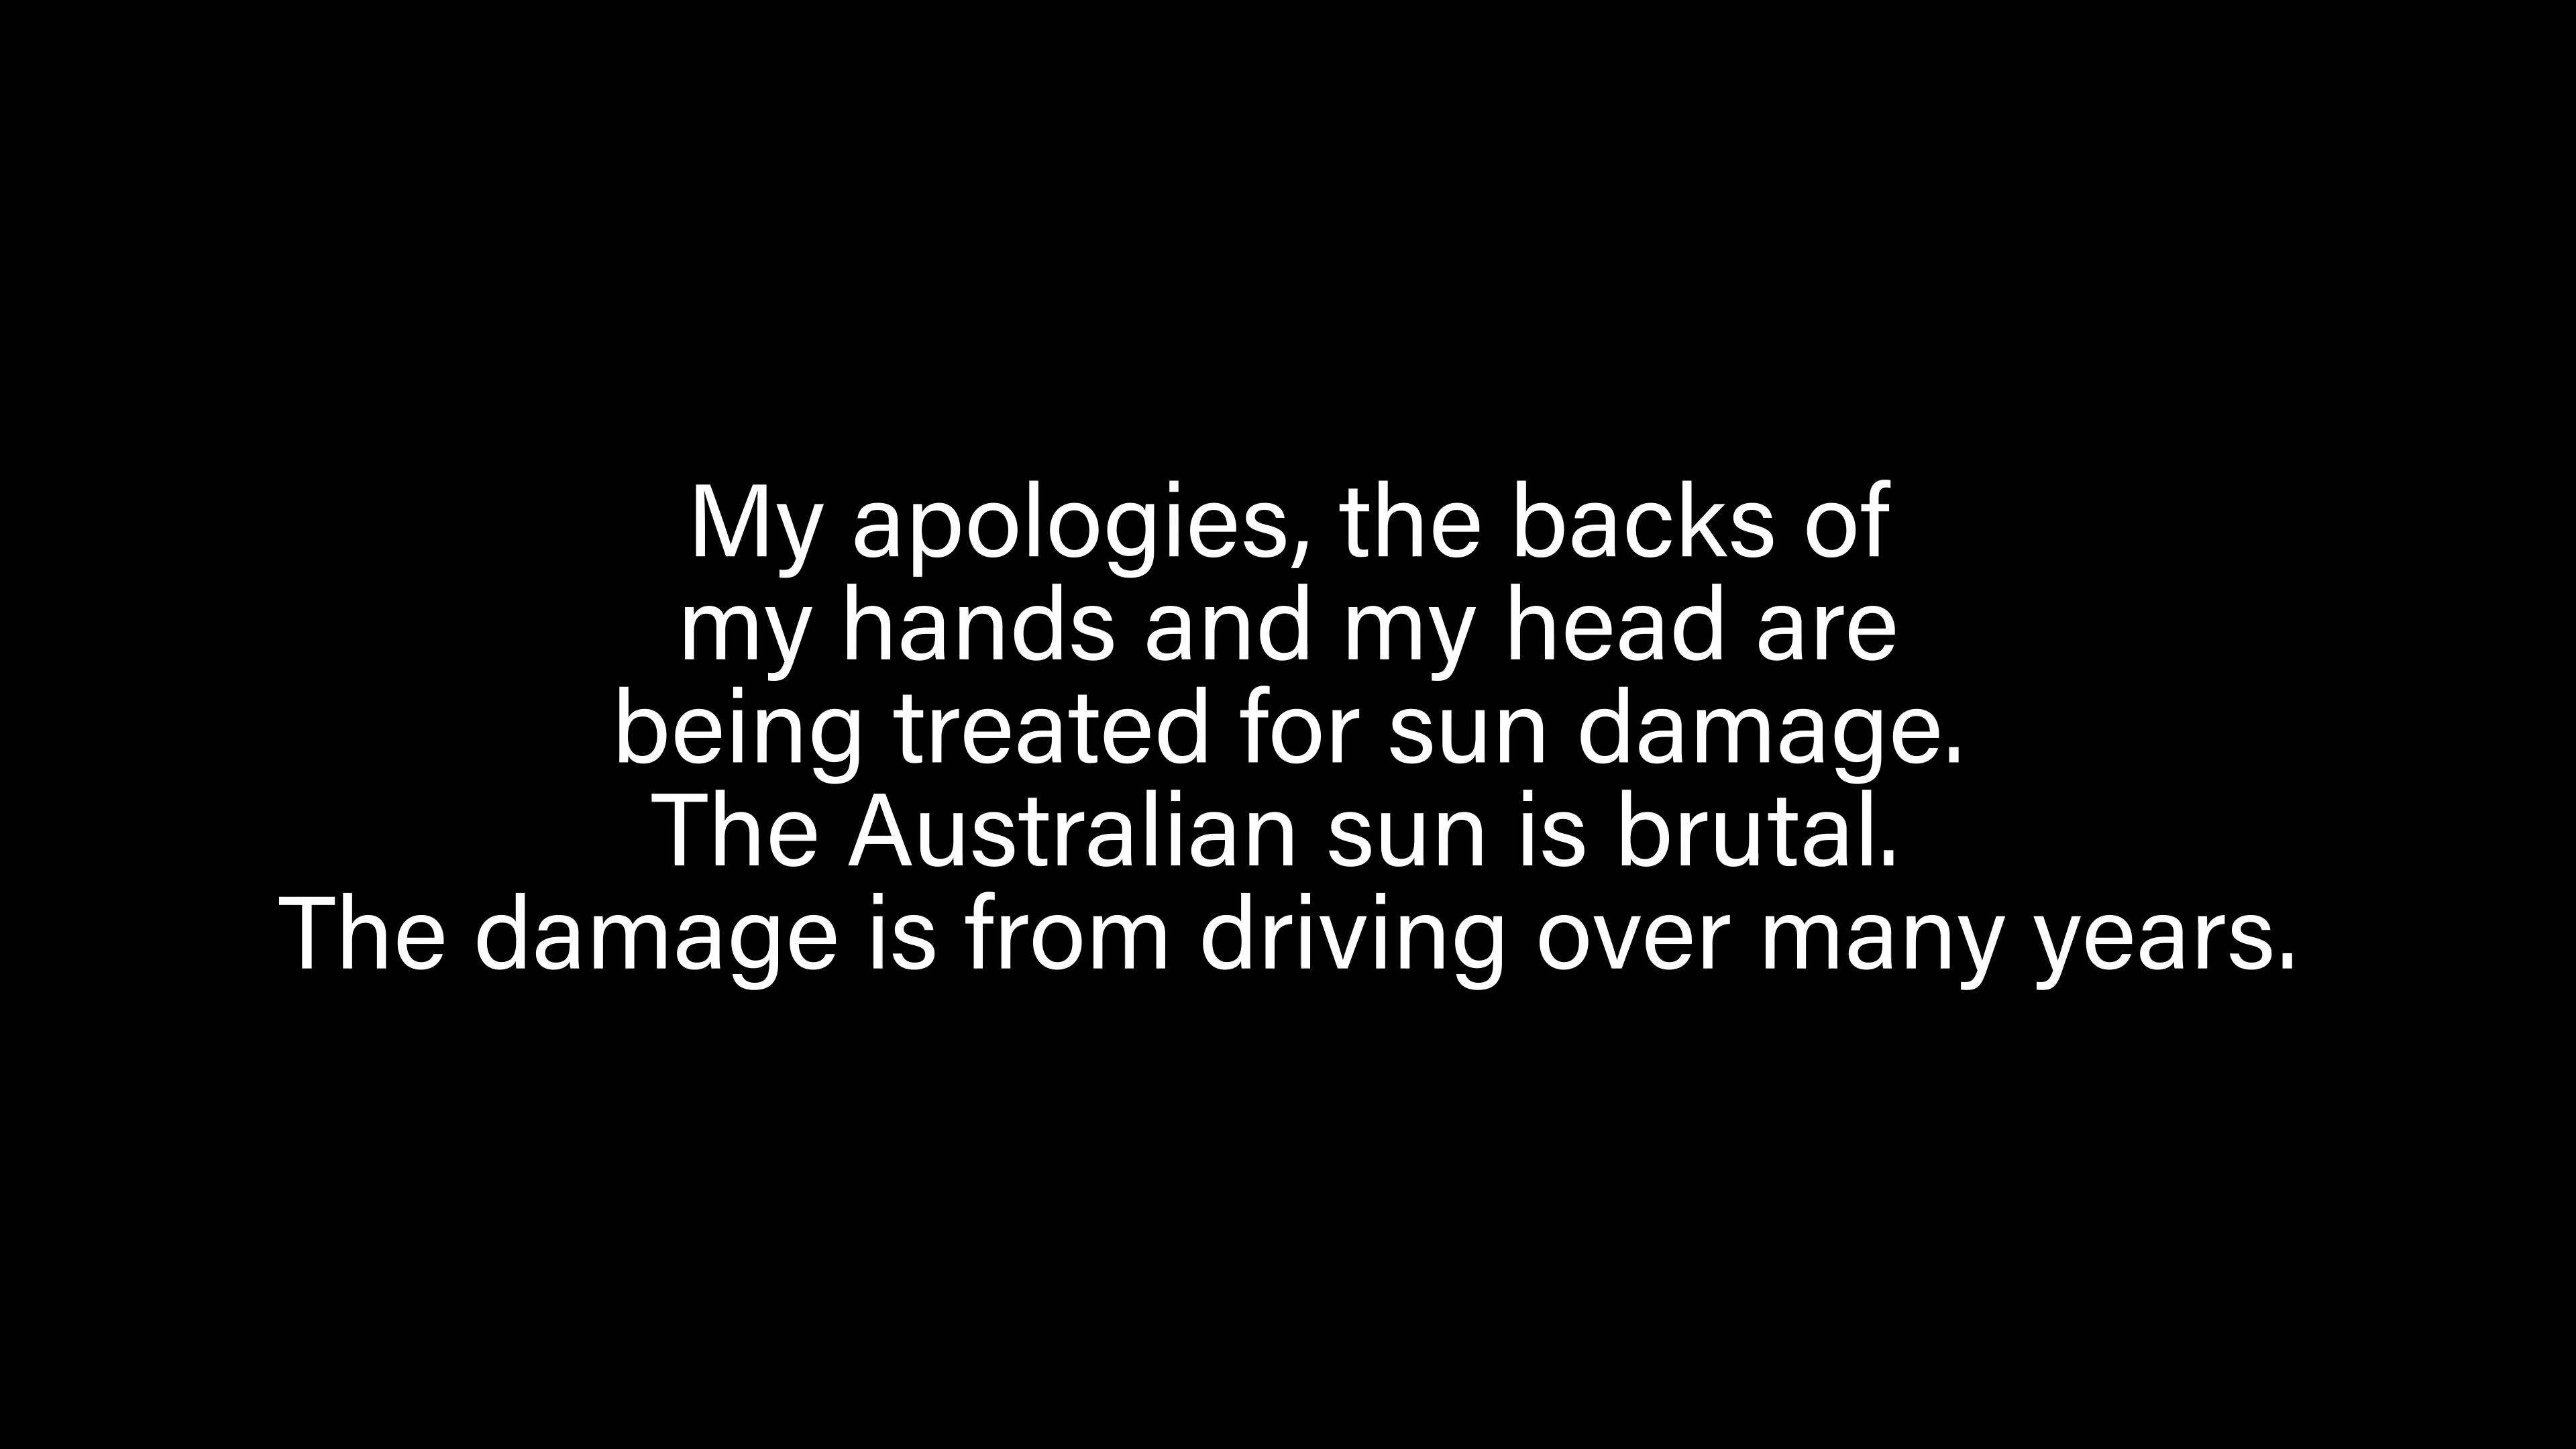 My apologies, the backs of
my hands and my head are
being treated for sun damage.
The Australian sun is brutal.
The damage is from driving over many years.